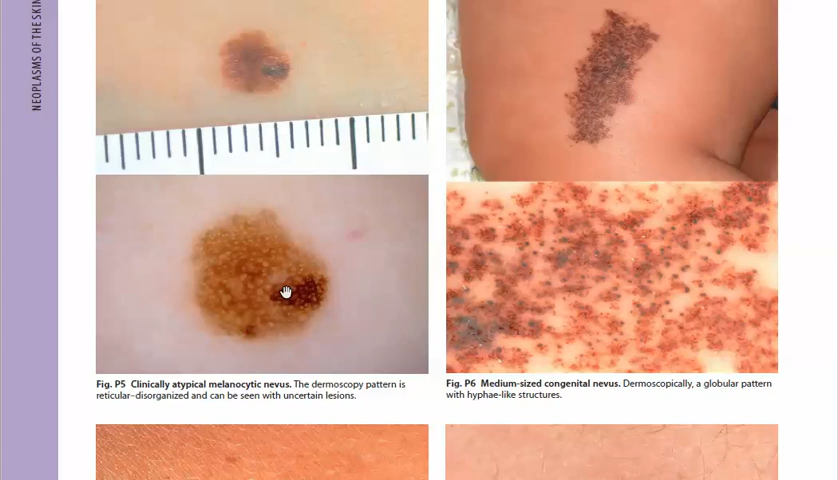 NEOPLASMS OF THE SKIN
Fig. P5 Clinically atypical melanocytic nevus. The dermoscopy pattern is
reticular–disorganized and can be seen with uncertain lesions.
Fig. P6 Medium-sized congenital nevus. Dermoscopically, a globular pattern
with hyphae-like structures.